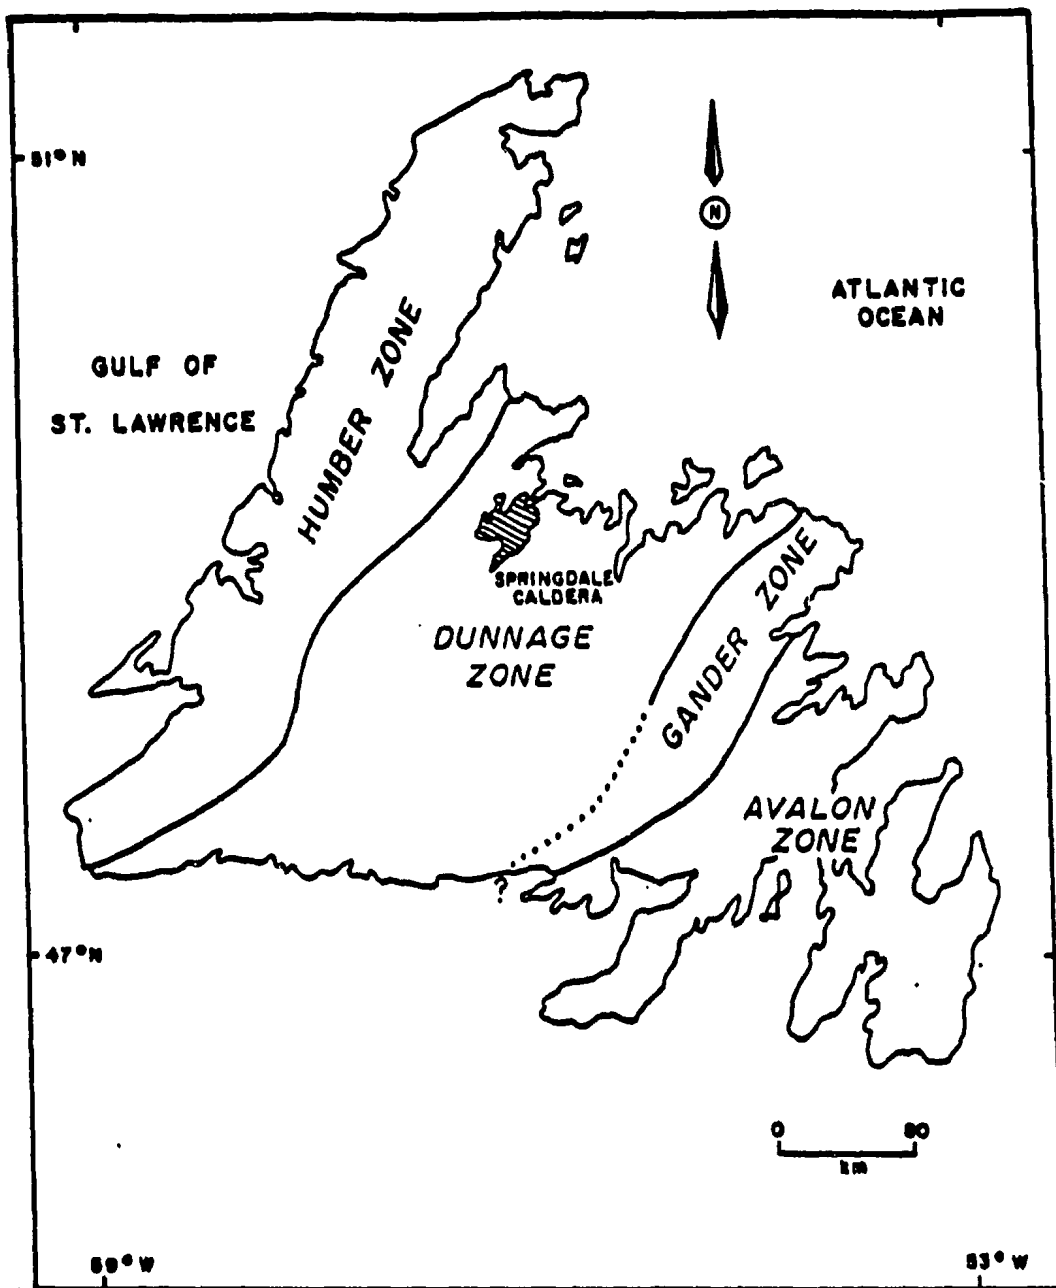 51° N
N
ATLANTIC
OCEAN
GULF OF
ST. LAWRENCE
HUMBER ZONE
SPRINGDALE
CALDERA
DUNNAGE
ZONE
GANDER ZONE
AVALON
ZONE
?
47° N
0 80
km
59° W
53° W